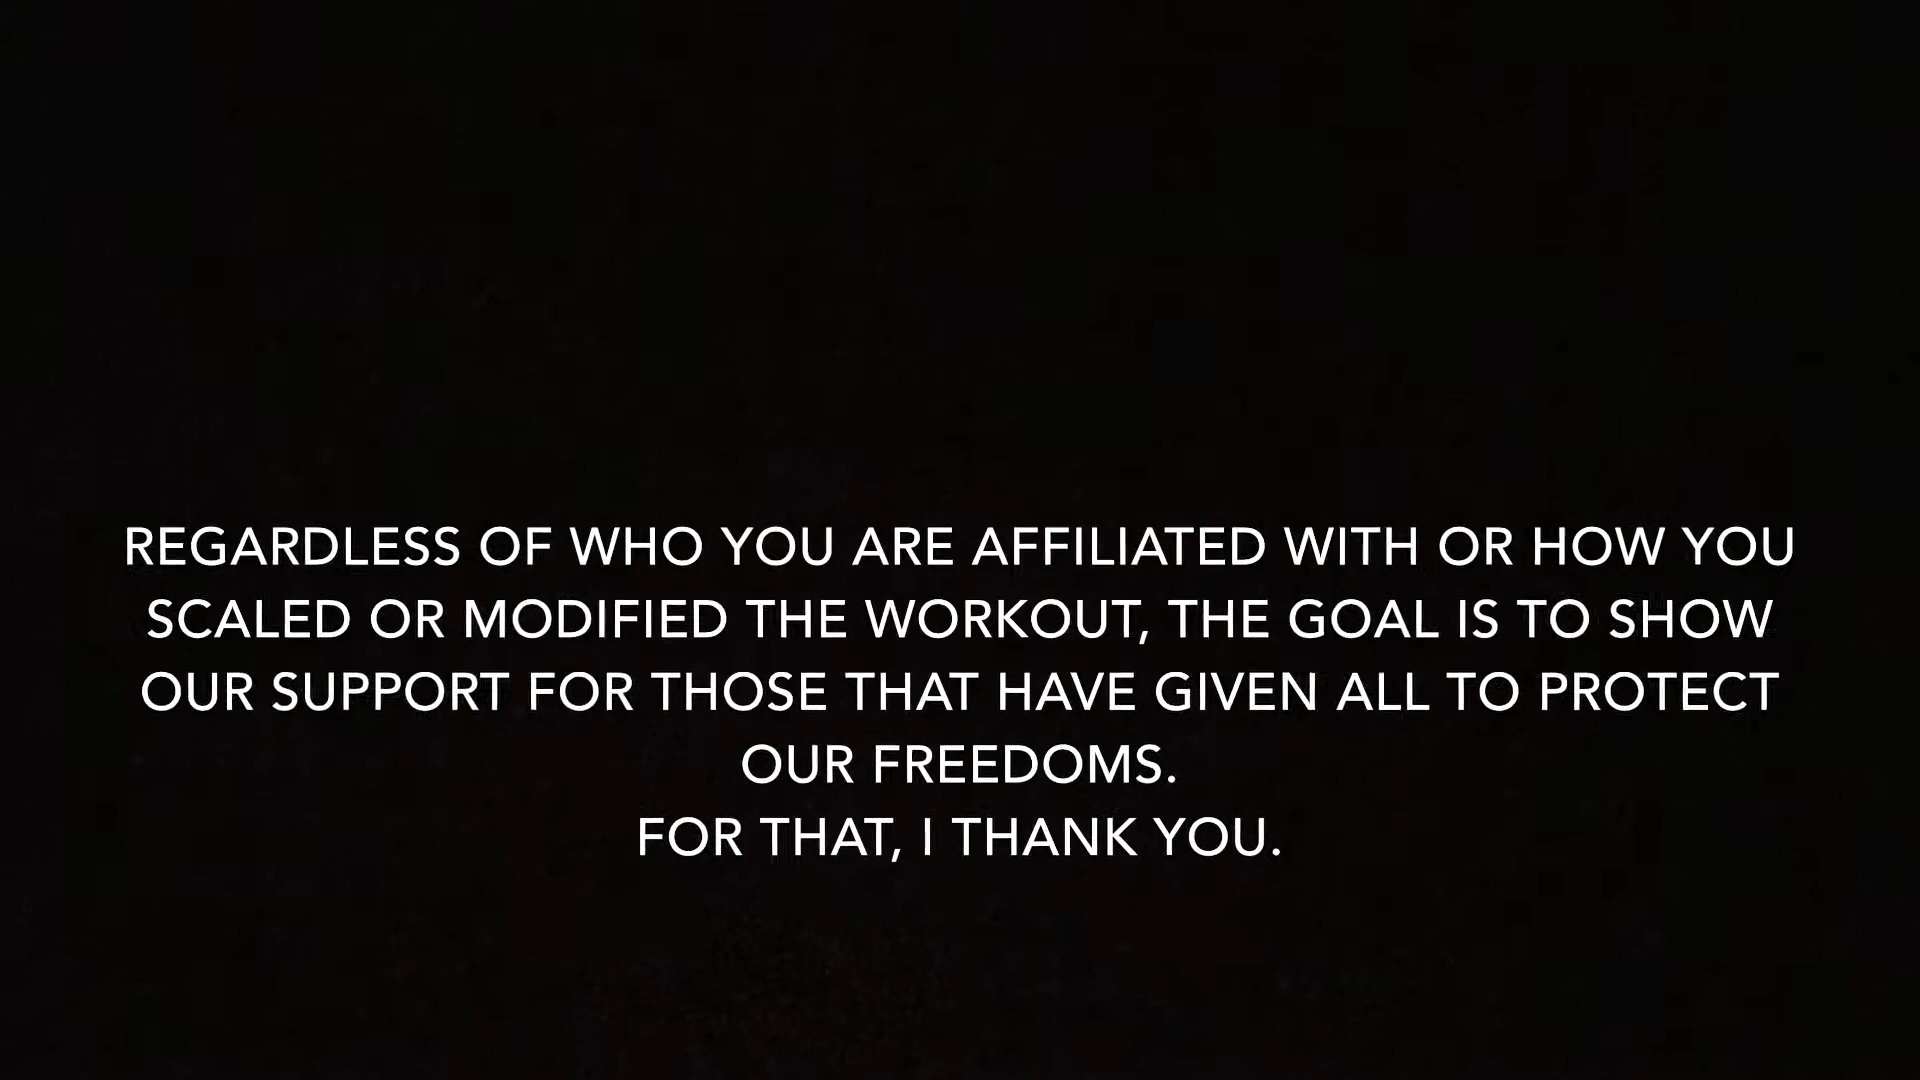 REGARDLESS OF WHO YOU ARE AFFILIATED WITH OR HOW YOU
SCALED OR MODIFIED THE WORKOUT, THE GOAL IS TO SHOW
OUR SUPPORT FOR THOSE THAT HAVE GIVEN ALL TO PROTECT
OUR FREEDOMS.
FOR THAT, I THANK YOU.